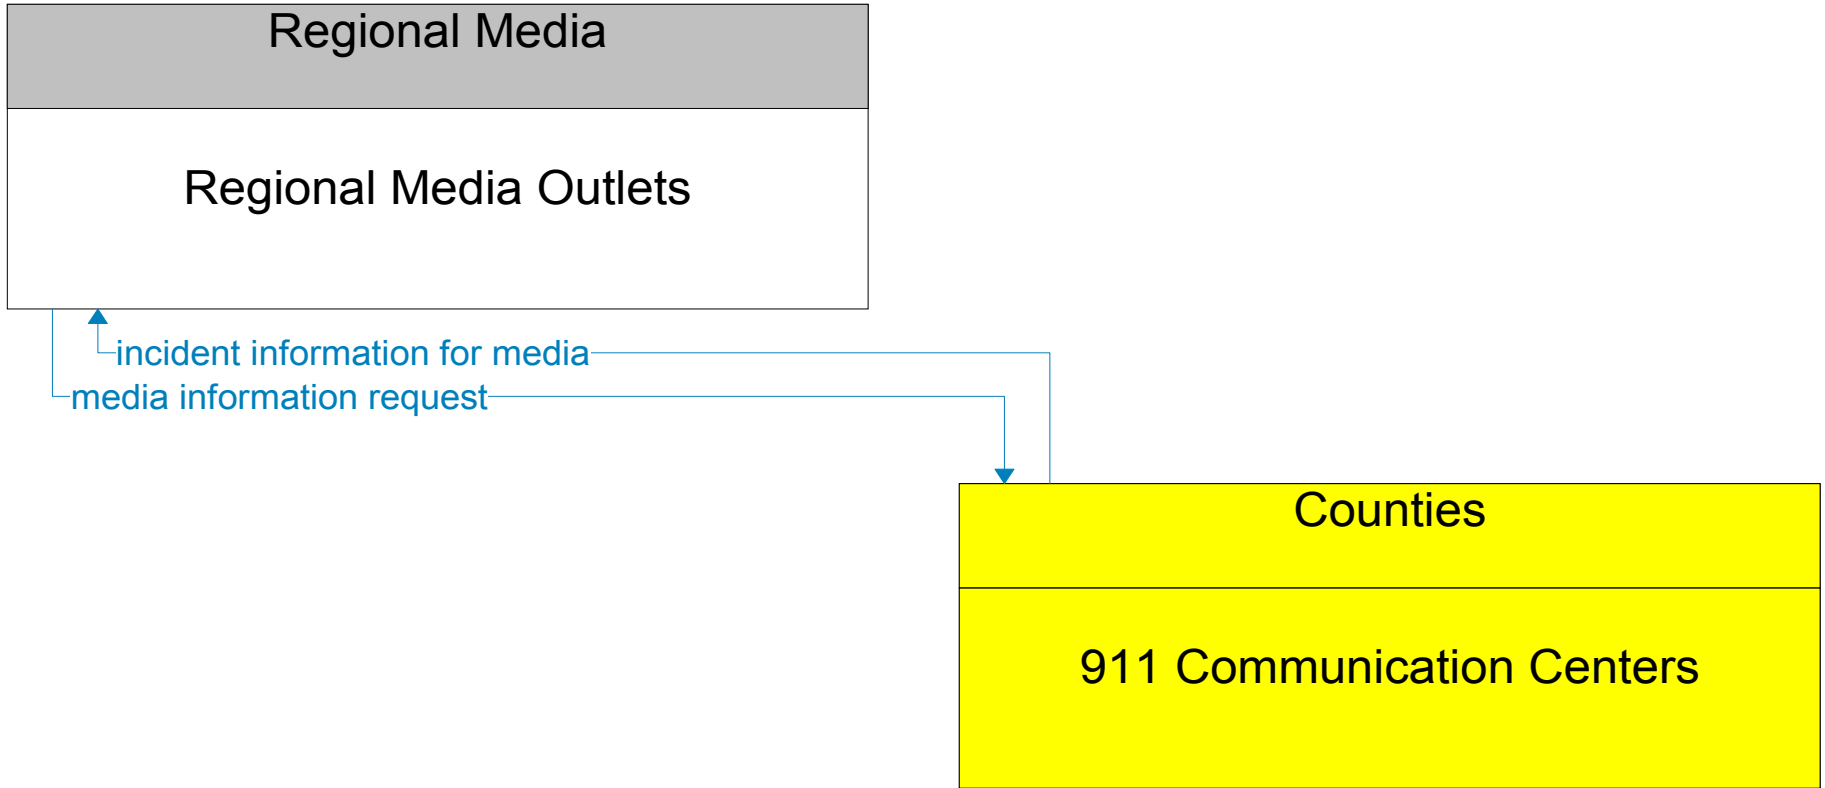 Regional Media
Regional Media Outlets
incident information for media
media information request
Counties
911 Communication Centers